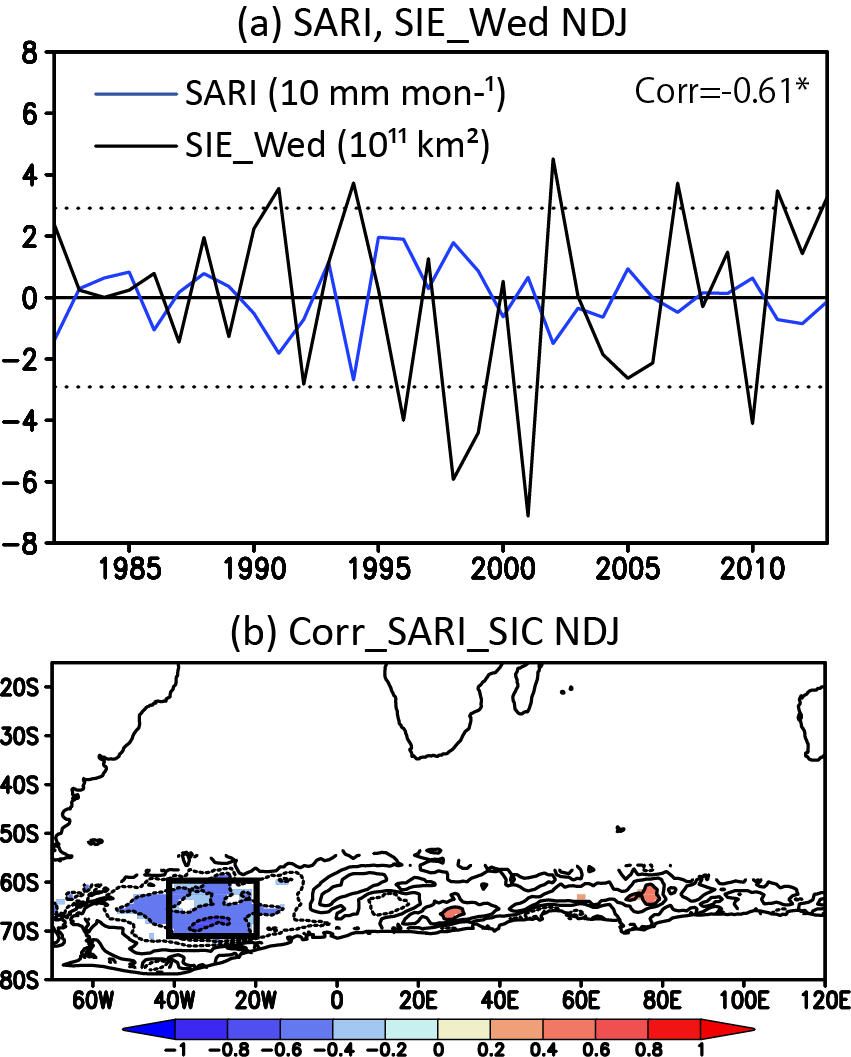 (a) SARI, SIE_Wed NDJ
8
SARI (10 mm mon-¹)
Corr=-0.61*
6
SIE_Wed (10¹¹ km²)
4
2
0
−2
−4
−6
−8
1985 1990 1995 2000 2005 2010
(b) Corr_SARI_SIC NDJ
20S
30S
40S
50S
60S
70S
80S
60W 40W 20W 0 20E 40E 60E 80E 100E 120E
−1 −0.8 −0.6 −0.4 −0.2 0 0.2 0.4 0.6 0.8 1